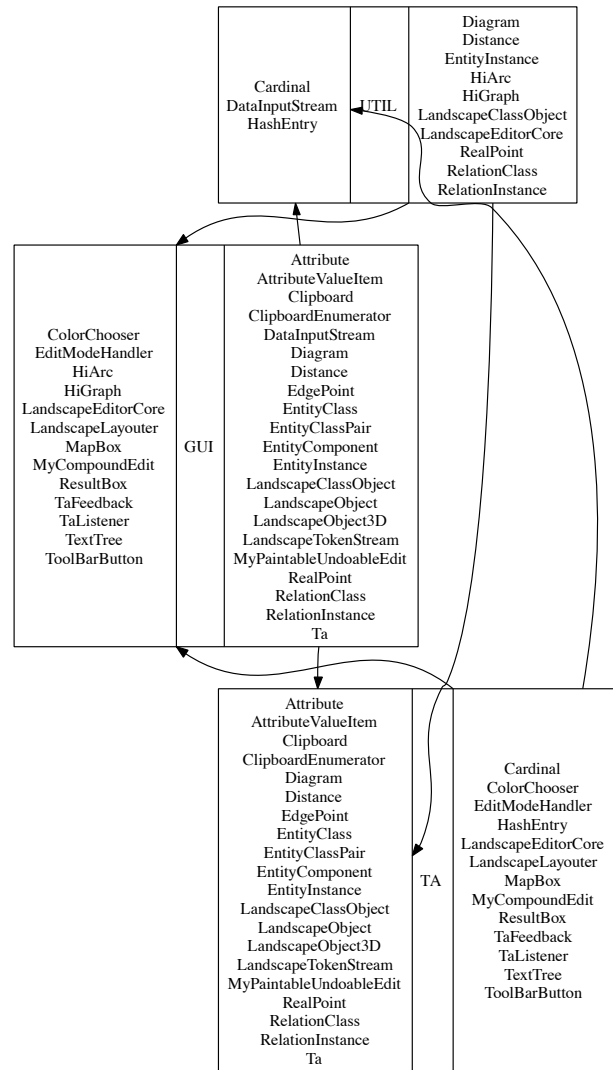 Cardinal
DataInputStream
HashEntry
UTIL
Diagram
Distance
EntityInstance
HiArc
HiGraph
LandscapeClassObject
LandscapeEditorCore
RealPoint
RelationClass
RelationInstance
ColorChooser
EditModeHandler
HiArc
HiGraph
LandscapeEditorCore
LandscapeLayouter
MapBox
MyCompoundEdit
ResultBox
TaFeedback
TaListener
TextTree
ToolBarButton
GUI
Attribute
AttributeValueItem
Clipboard
ClipboardEnumerator
DataInputStream
Diagram
Distance
EdgePoint
EntityClass
EntityClassPair
EntityComponent
EntityInstance
LandscapeClassObject
LandscapeObject
LandscapeObject3D
LandscapeTokenStream
MyPaintableUndoableEdit
RealPoint
RelationClass
RelationInstance
Ta
Attribute
AttributeValueItem
Clipboard
ClipboardEnumerator
Diagram
Distance
EdgePoint
EntityClass
EntityClassPair
EntityComponent
EntityInstance
LandscapeClassObject
LandscapeObject
LandscapeObject3D
LandscapeTokenStream
MyPaintableUndoableEdit
RealPoint
RelationClass
RelationInstance
Ta
TA
Cardinal
ColorChooser
EditModeHandler
HashEntry
LandscapeEditorCore
LandscapeLayouter
MapBox
MyCompoundEdit
ResultBox
TaFeedback
TaListener
TextTree
ToolBarButton